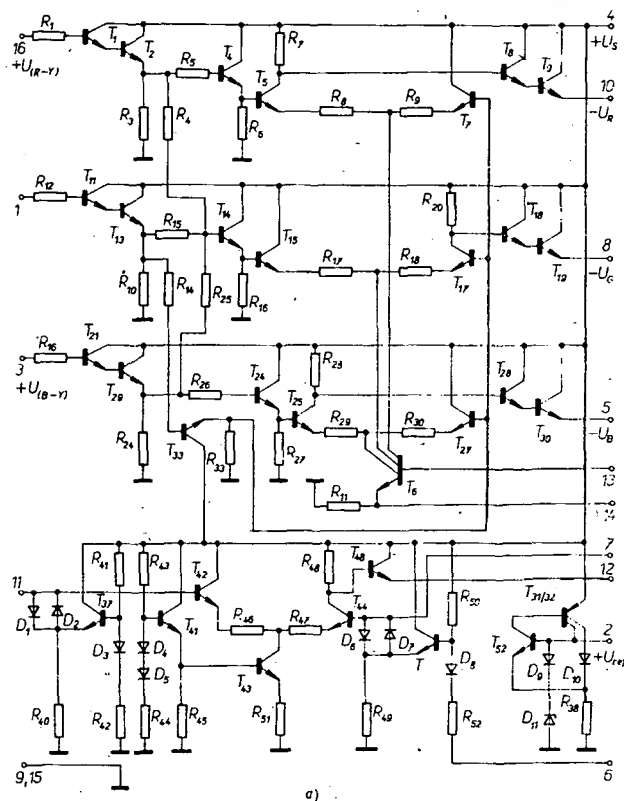 R1 T1 T2 R5 T4 T5 R7 T8 T9 4
16 +U(R-Y) +US
R3 R4 R6 R8 R9 T7 10 -UR
R12 T11 R20 T18
1 T13 R15 T14 T15 R17 R18 T17 T19 8 -UG
R10 R14 R25 R16
R16 T21 R23 T28
3 +U(B-Y) T29 R26 T24 T25 R29 R30 T27 T30 5 -UB
R24 T33 R33 R27 T6 13
R11 14
7
R41 R43 T42 R48 T48 12
11 T37 T41 R46 R47 T44 R50 T31/32
D1 D2 D3 D4 D5 T43 D6 D7 T D8 T52 D9 D10 2
R40 R42 R44 R45 R51 R49 R52 D11 R38
9,15 6
a)